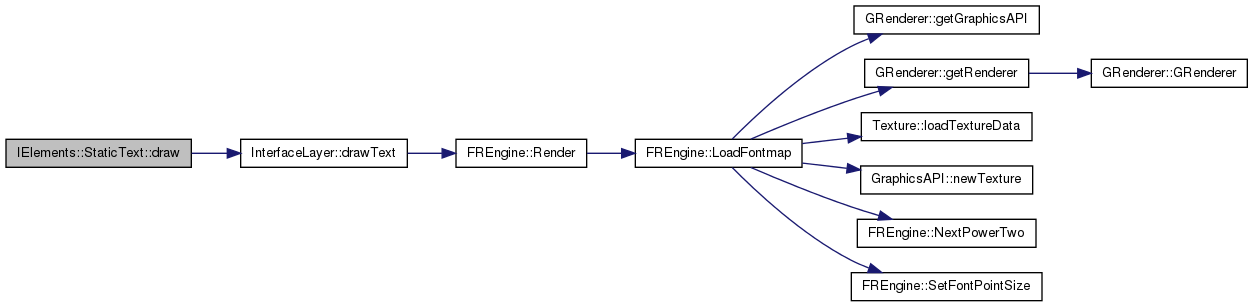 IElements::StaticText::draw
InterfaceLayer::drawText
FREngine::Render
FREngine::LoadFontmap
GRenderer::getGraphicsAPI
GRenderer::getRenderer
GRenderer::GRenderer
Texture::loadTextureData
GraphicsAPI::newTexture
FREngine::NextPowerTwo
FREngine::SetFontPointSize